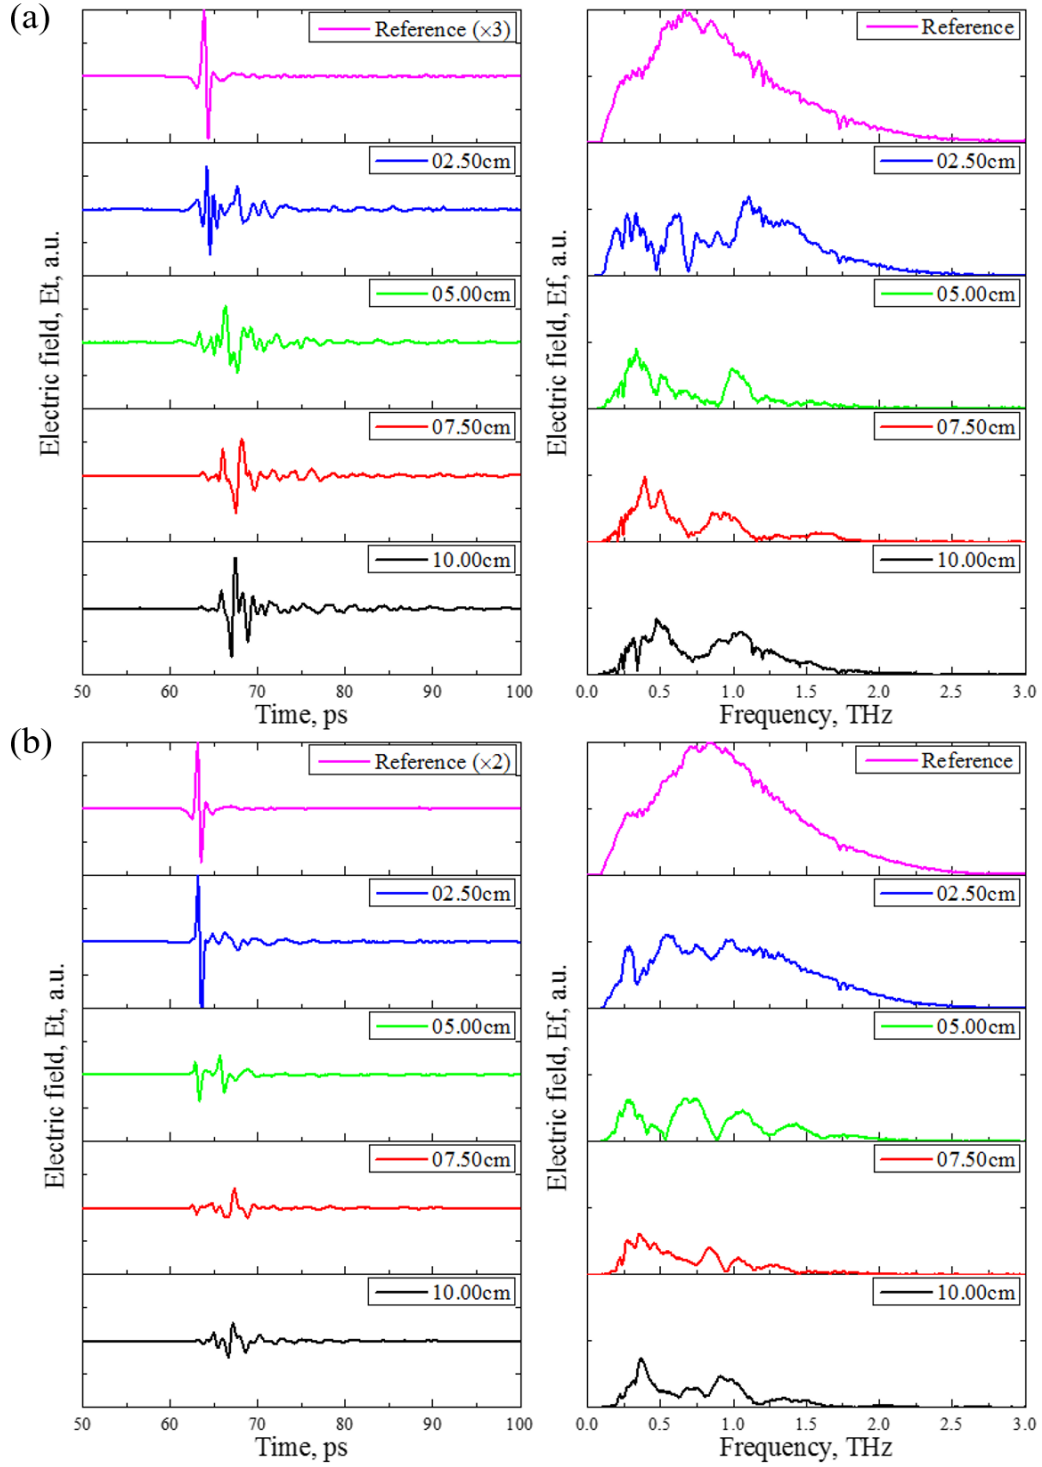 (a)
Reference (×3)
02.50cm
05.00cm
07.50cm
10.00cm
Electric field, Et, a.u.
50 60 70 80 90 100
Time, ps
Reference
02.50cm
05.00cm
07.50cm
10.00cm
Electric field, Ef, a.u.
0.0 0.5 1.0 1.5 2.0 2.5 3.0
Frequency, THz
(b)
Reference (×2)
02.50cm
05.00cm
07.50cm
10.00cm
Electric field, Et, a.u.
50 60 70 80 90 100
Time, ps
Reference
02.50cm
05.00cm
07.50cm
10.00cm
Electric field, Ef, a.u.
0.0 0.5 1.0 1.5 2.0 2.5 3.0
Frequency, THz